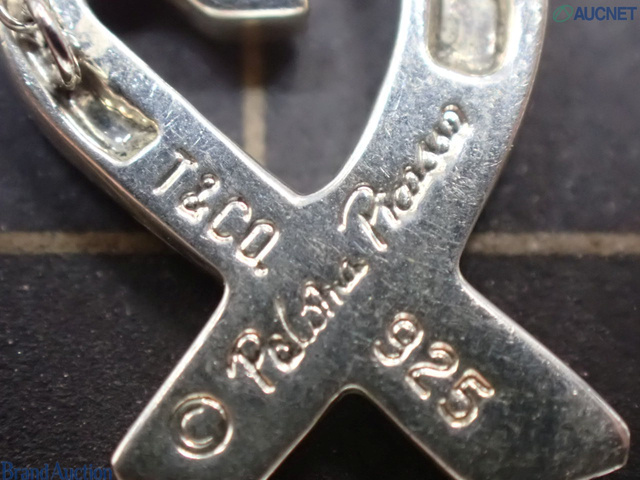 AUCNET
T&CO.
© Paloma Picasso
925
Brand Auction